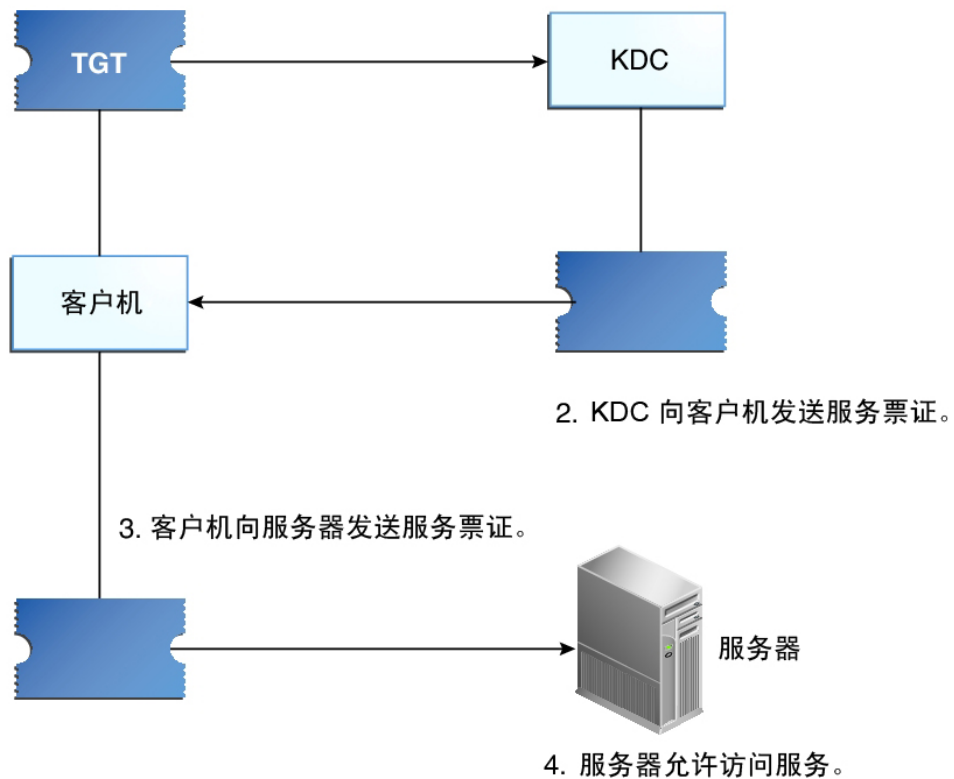 TGT
KDC
客户机
2. KDC 向客户机发送服务票证。
3. 客户机向服务器发送服务票证。
服务器
4. 服务器允许访问服务。